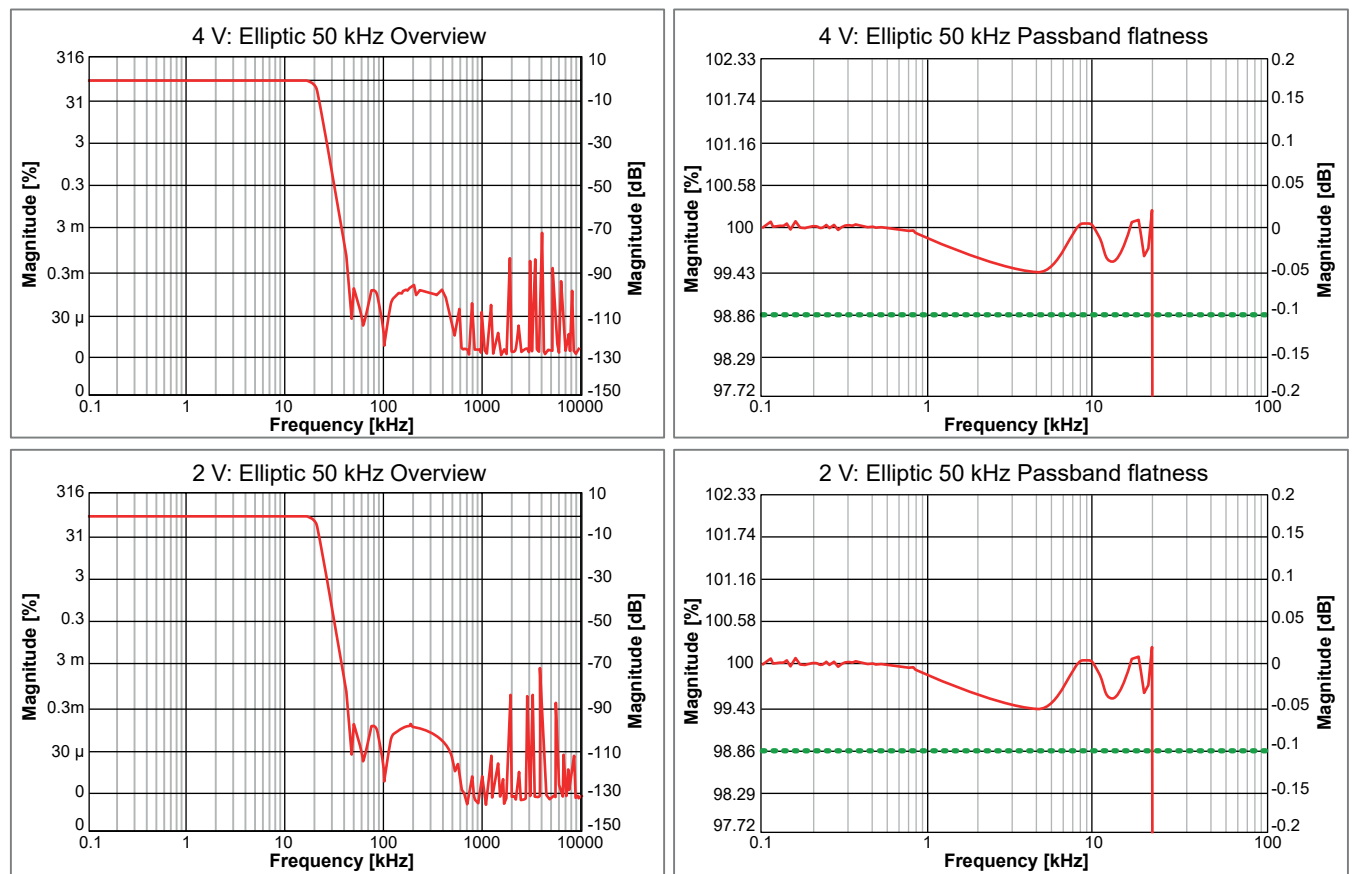 4 V: Elliptic 50 kHz Overview
316
31
3
0.3
3 m
0.3m
30 µ
0
0
Magnitude [%]
10
-10
-30
-50
-70
-90
-110
-130
-150
Magnitude [dB]
0.1 1 10 100 1000 10000
Frequency [kHz]
4 V: Elliptic 50 kHz Passband flatness
102.33
101.74
101.16
100.58
100
99.43
98.86
98.29
97.72
Magnitude [%]
0.2
0.15
0.1
0.05
0
-0.05
-0.1
-0.15
-0.2
Magnitude [dB]
0.1 1 10 100
Frequency [kHz]
2 V: Elliptic 50 kHz Overview
316
31
3
0.3
3 m
0.3m
30 µ
0
0
Magnitude [%]
10
-10
-30
-50
-70
-90
-110
-130
-150
Magnitude [dB]
0.1 1 10 100 1000 10000
Frequency [kHz]
2 V: Elliptic 50 kHz Passband flatness
102.33
101.74
101.16
100.58
100
99.43
98.86
98.29
97.72
Magnitude [%]
0.2
0.15
0.1
0.05
0
-0.05
-0.1
-0.15
-0.2
Magnitude [dB]
0.1 1 10 100
Frequency [kHz]